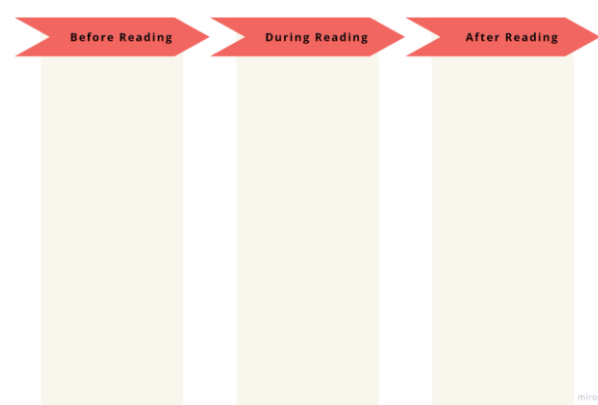 Before Reading
During Reading
After Reading
miro